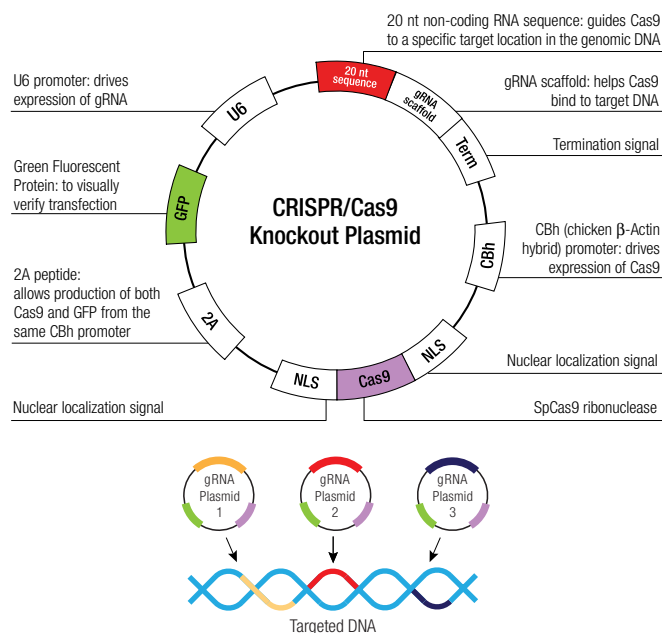 20 nt non-coding RNA sequence: guides Cas9
to a specific target location in the genomic DNA
U6 promoter: drives
expression of gRNA
gRNA scaffold: helps Cas9
bind to target DNA
Termination signal
Green Fluorescent
Protein: to visually
verify transfection
CBh (chicken β-Actin
hybrid) promoter: drives
expression of Cas9
2A peptide:
allows production of both
Cas9 and GFP from the
same CBh promoter
Nuclear localization signal
Nuclear localization signal
SpCas9 ribonuclease
CRISPR/Cas9
Knockout Plasmid
20 nt
sequence
gRNA
scaffold
Term
CBh
NLS
Cas9
NLS
2A
GFP
U6
gRNA
Plasmid
1
gRNA
Plasmid
2
gRNA
Plasmid
3
Targeted DNA